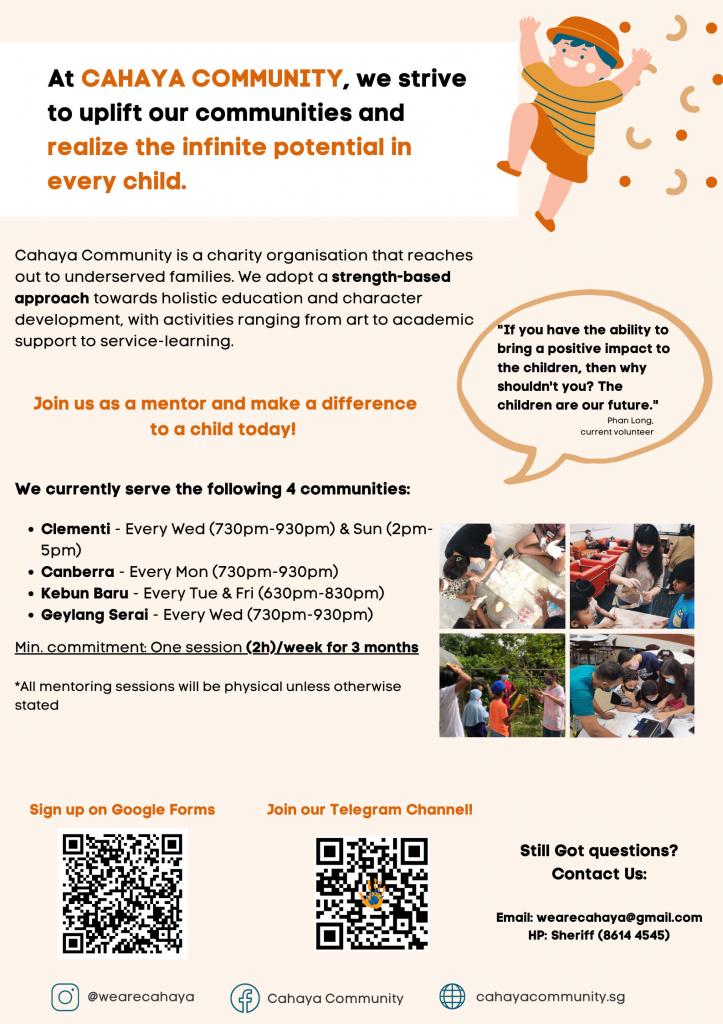 At CAHAYA COMMUNITY, we strive
to uplift our communities and
realize the infinite potential in
every child.
Cahaya Community is a charity organisation that reaches
out to underserved families. We adopt a strength-based
approach towards holistic education and character
development, with activities ranging from art to academic
support to service-learning.
"If you have the ability to
bring a positive impact to
the children, then why
shouldn't you? The
children are our future."
Phan Long,
current volunteer
Join us as a mentor and make a difference
to a child today!
We currently serve the following 4 communities:
• Clementi - Every Wed (730pm-930pm) & Sun (2pm-
5pm)
• Canberra - Every Mon (730pm-930pm)
• Kebun Baru - Every Tue & Fri (630pm-830pm)
• Geylang Serai - Every Wed (730pm-930pm)
Min. commitment: One session (2h)/week for 3 months
*All mentoring sessions will be physical unless otherwise
stated
Sign up on Google Forms
Join our Telegram Channel!
Still Got questions?
Contact Us:
Email: wearecahaya@gmail.com
HP: Sheriff (8614 4545)
@wearecahaya
Cahaya Community
cahayacommunity.sg